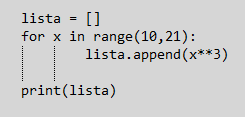 lista = []
for x in range(10,21):
        lista.append(x**3)
print(lista)